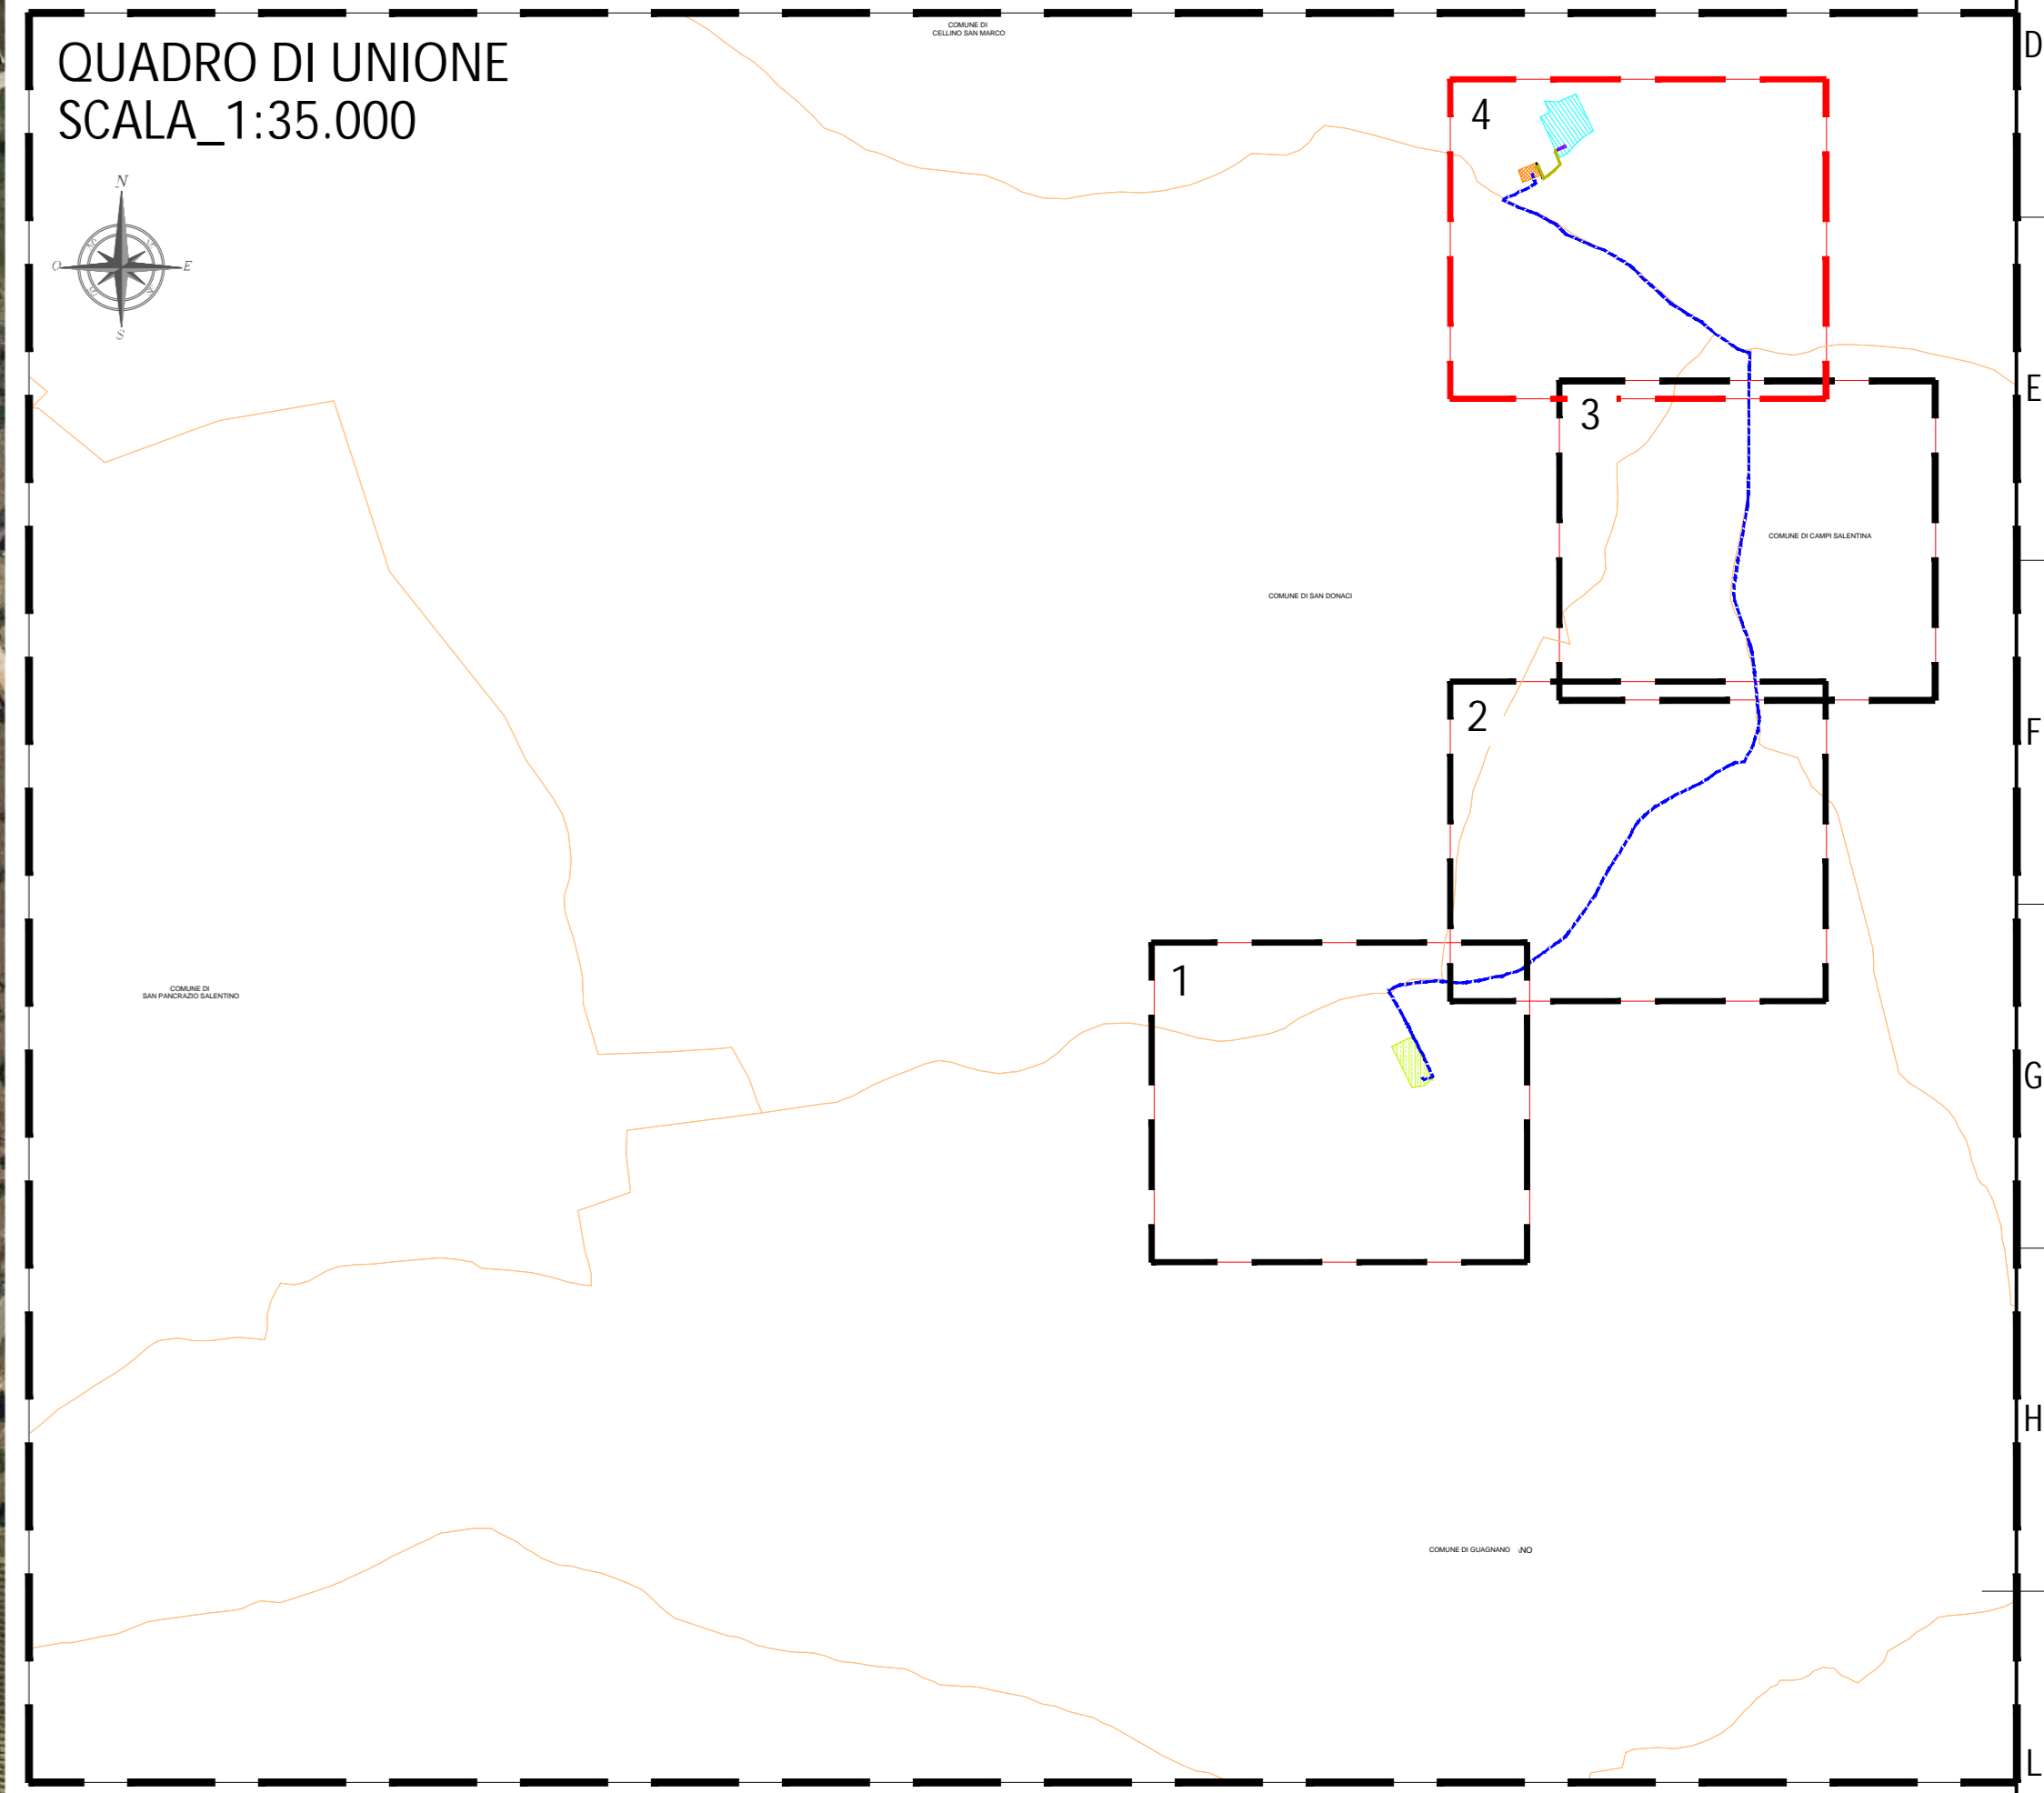 QUADRO DI UNIONE
SCALA_1:35.000
COMUNE DI
CELLINO SAN MARCO
D
4
N
O
E
S
E
3
COMUNE DI CAMPI SALENTINA
COMUNE DI SAN DONACI
2
F
1
COMUNE DI
SAN PANCRAZIO SALENTINO
G
H
COMUNE DI GUAGNANO
L